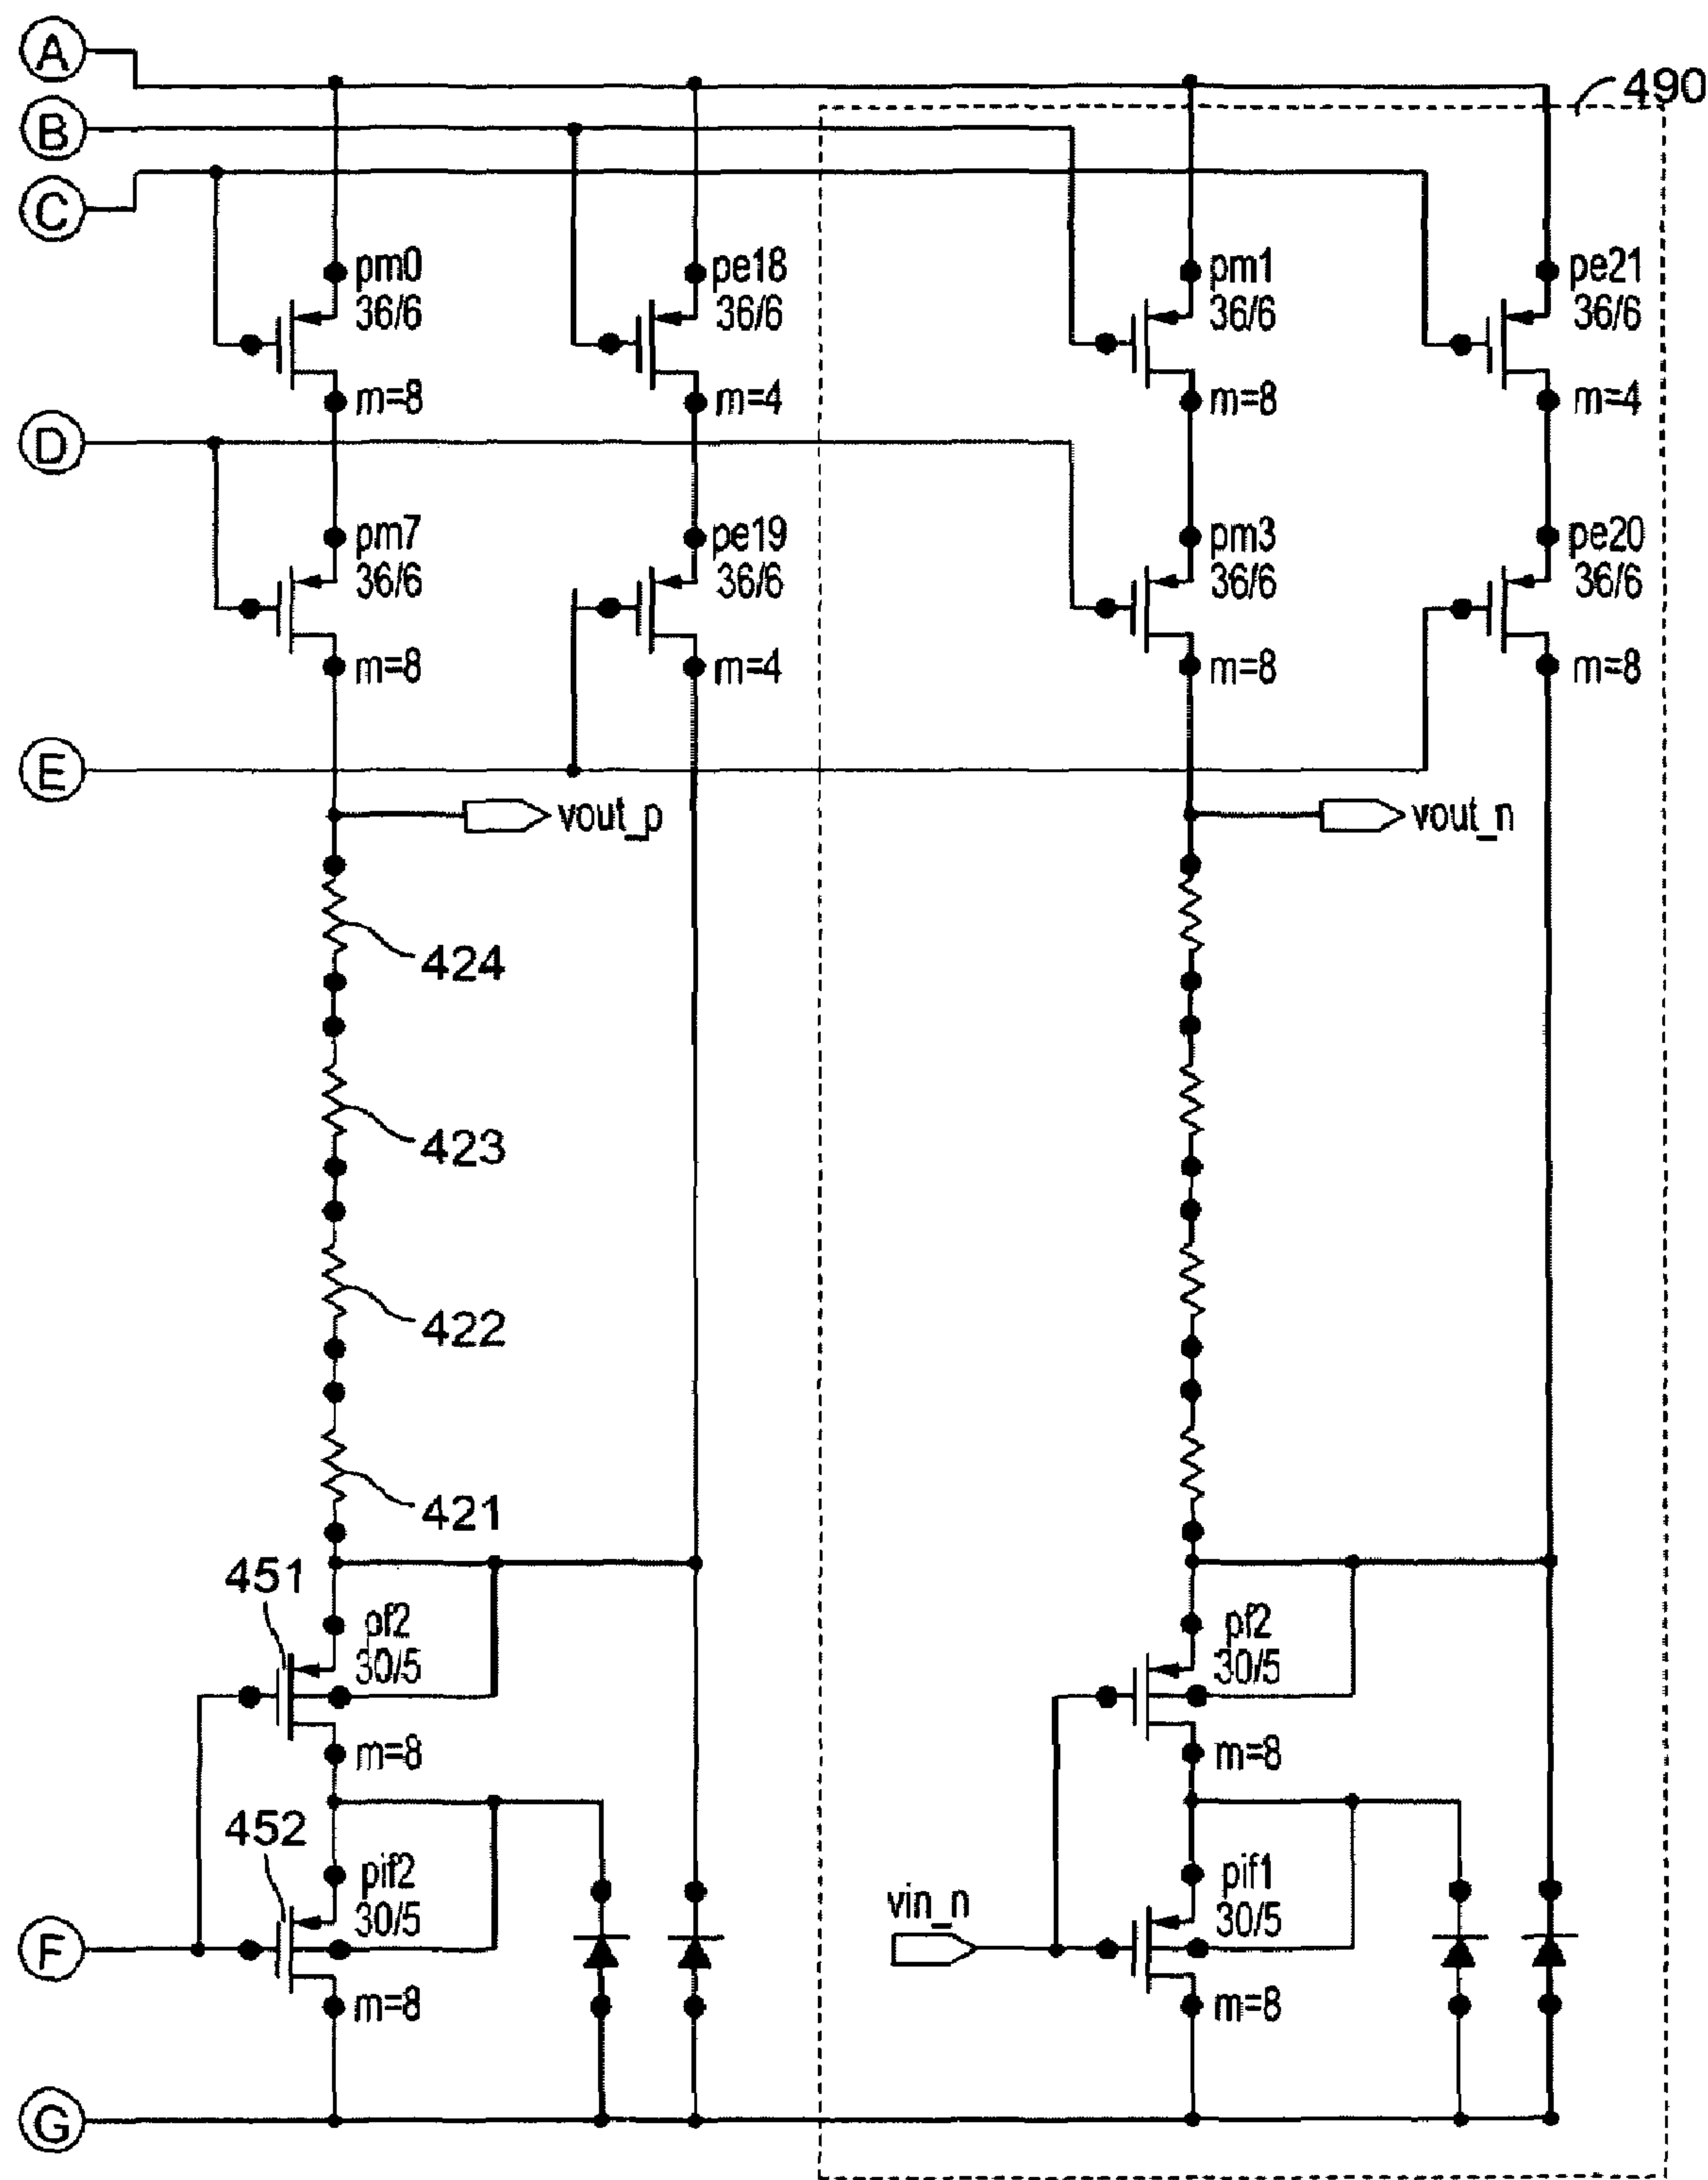 A
490
B
C
pm0
36/6
m=8
pe18
36/6
m=4
pm1
36/6
m=8
pe21
36/6
m=4
D
pm7
36/6
m=8
pe19
36/6
m=4
pm3
36/6
m=8
pe20
36/6
m=8
E
vout_p
vout_n
424
423
422
421
451
pf2
30/5
m=8
pf2
30/5
m=8
452
pif2
30/5
m=8
vin_n
pif1
30/5
m=8
F
G